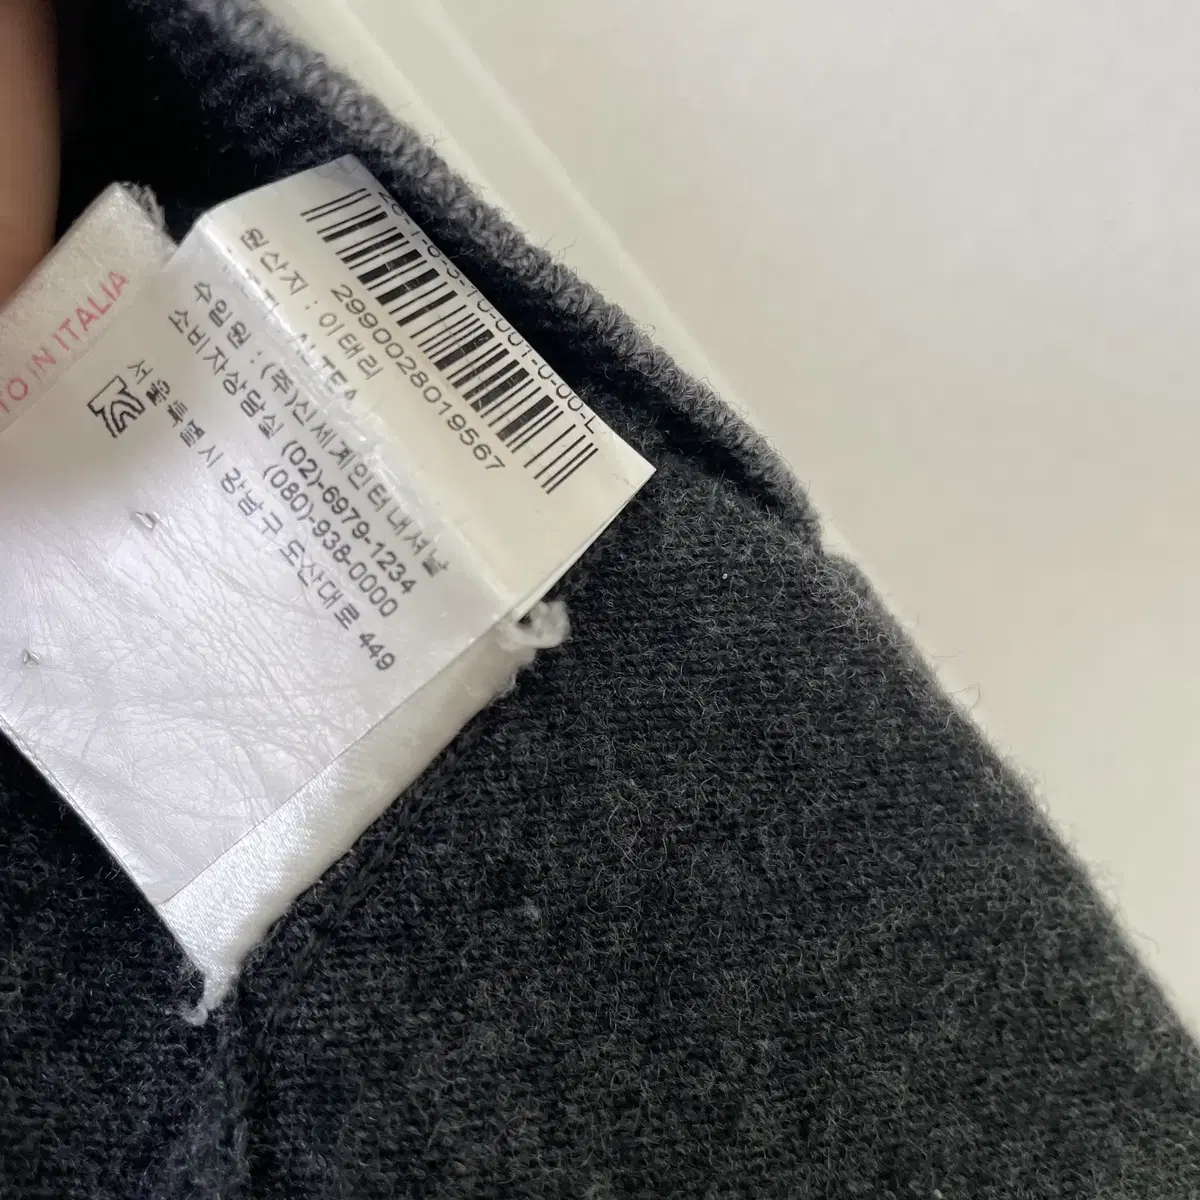 2990028019567
원산지 : 이태리
ALTEA
수입원 : (주)신세계인터내셔날
소비자상담실 (02)-6979-1234
(080)-938-0000
서울특별시 강남구 도산대로 449
TO IN ITALIA